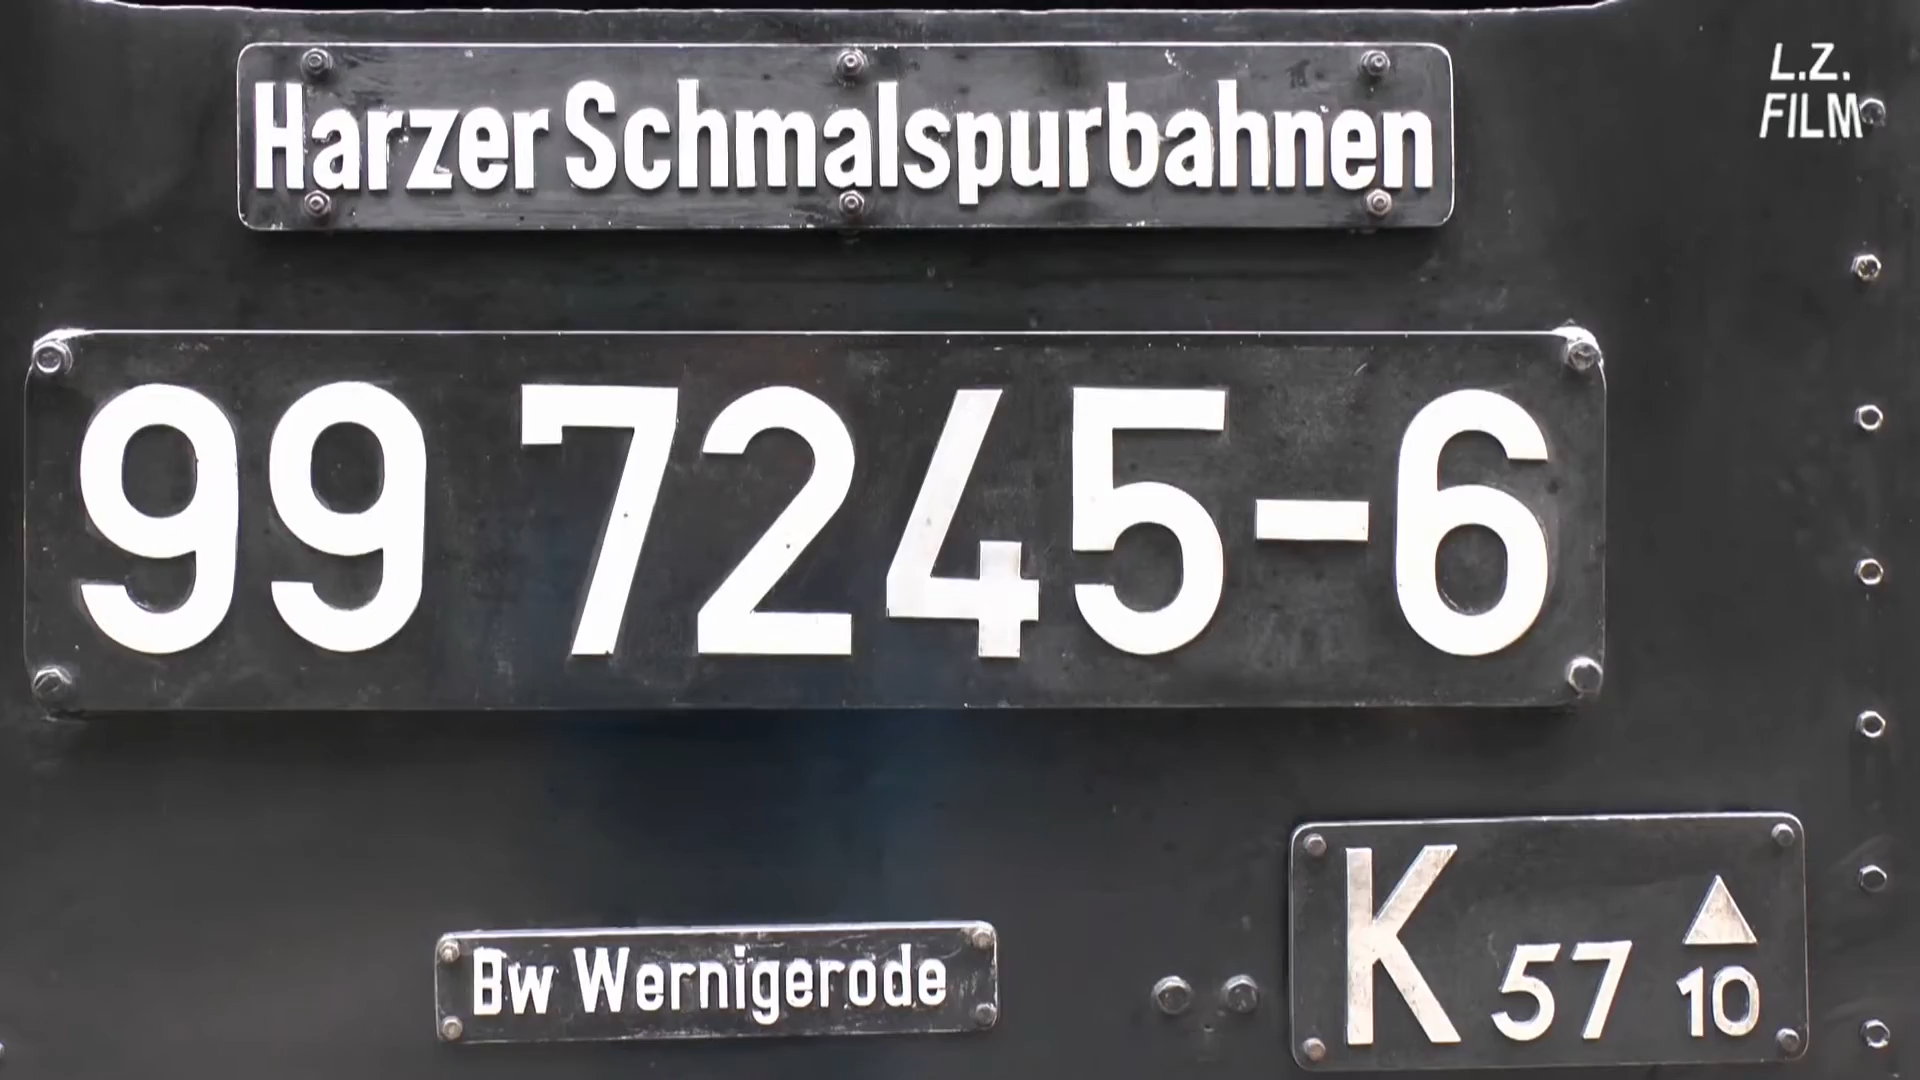 Harzer Schmalspurbahnen
L.Z.
FILM
99 7245-6
Bw Wernigerode
K 57 10